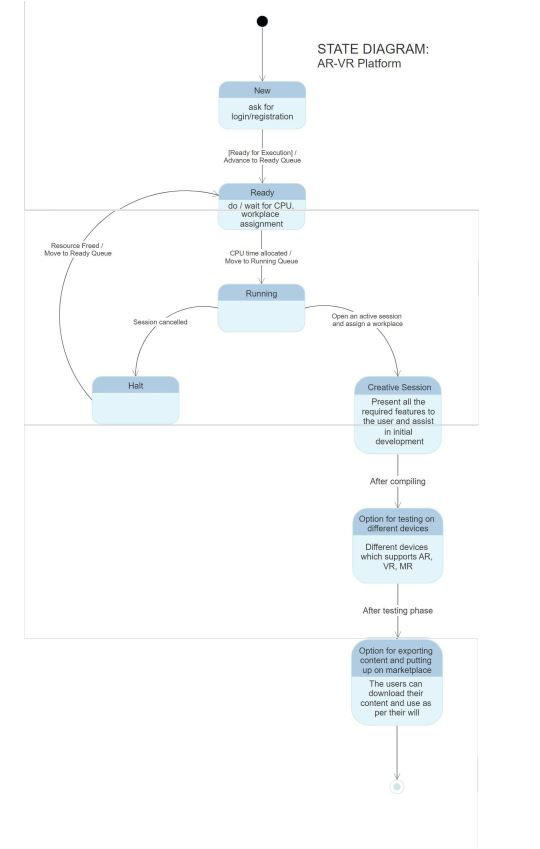 STATE DIAGRAM:
AR-VR Platform
New
ask for
login/registration
[Ready for Execution] /
Advance to Ready Queue
Ready
do / wait for CPU,
workplace
assignment
Resource Freed /
Move to Ready Queue
CPU time allocated /
Move to Running Queue
Running
Session cancelled
Open an active session
and assign a workplace
Halt
Creative Session
Present all the
required features to
the user and assist
in initial
development
After compiling
Option for testing on
different devices
Different devices
which supports AR,
VR, MR
After testing phase
Option for exporting
content and putting
up on marketplace
The users can
download their
content and use as
per their will